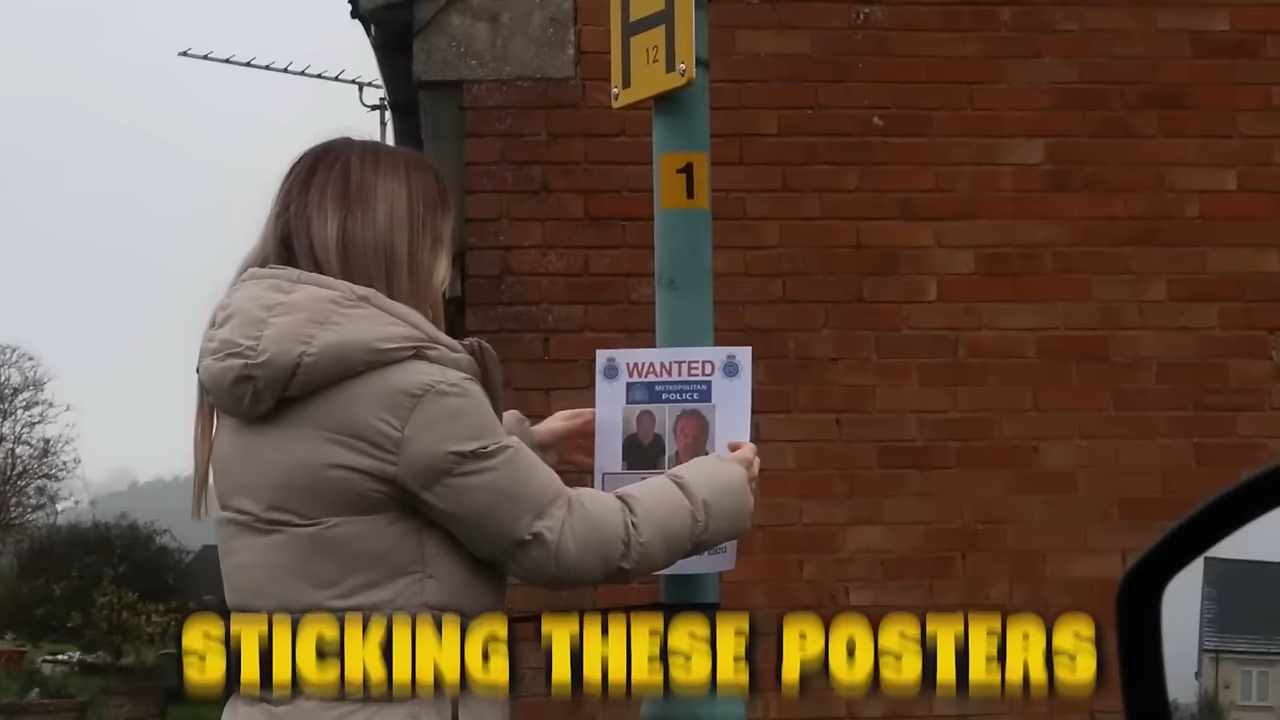 H
12
1
WANTED
METROPOLITAN
POLICE
STICKING THESE POSTERS